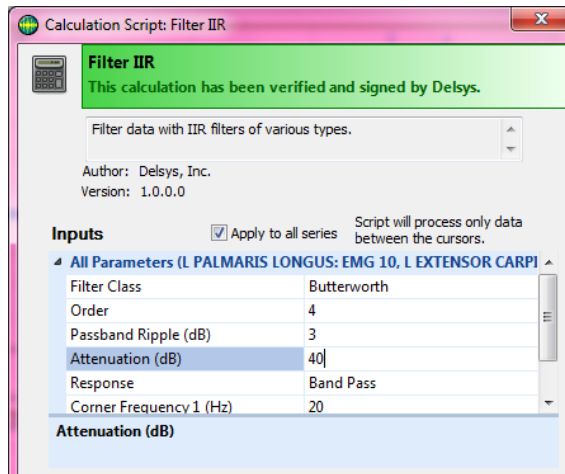 Calculation Script: Filter IIR
Filter IIR
This calculation has been verified and signed by Delsys.
Filter data with IIR filters of various types.
Author: Delsys, Inc.
Version: 1.0.0.0
Inputs
Apply to all series
Script will process only data
between the cursors.
All Parameters (L PALMARIS LONGUS: EMG 10, L EXTENSOR CARPI
Filter Class Butterworth
Order 4
Passband Ripple (dB) 3
Attenuation (dB) 40
Response Band Pass
Corner Frequency 1 (Hz) 20
Attenuation (dB)